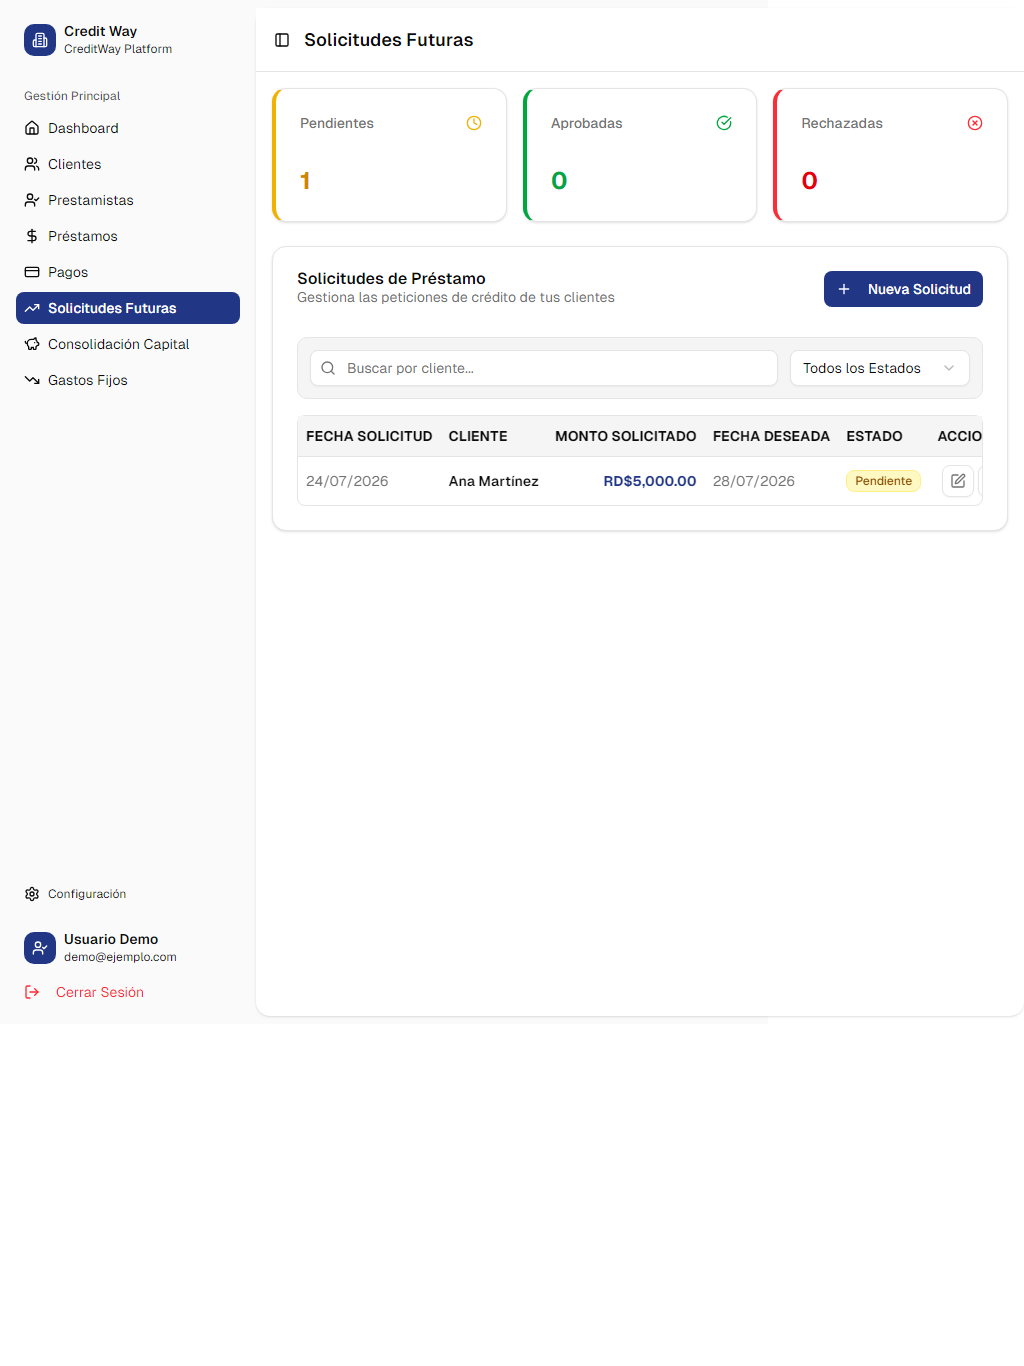 Credit Way
CreditWay Platform
Gestión Principal
Dashboard
Clientes
Prestamistas
Préstamos
Pagos
Solicitudes Futuras
Consolidación Capital
Gastos Fijos
Configuración
Usuario Demo
demo@ejemplo.com
Cerrar Sesión
Solicitudes Futuras
Pendientes
1
Aprobadas
0
Rechazadas
0
Solicitudes de Préstamo
Gestiona las peticiones de crédito de tus clientes
Nueva Solicitud
Buscar por cliente...
Todos los Estados
FECHA SOLICITUD CLIENTE MONTO SOLICITADO FECHA DESEADA ESTADO ACCIO
24/07/2026 Ana Martínez RD$5,000.00 28/07/2026 Pendiente